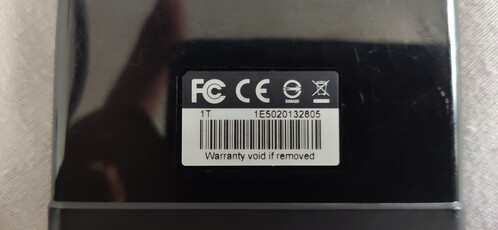 FC CE
1T 1E5020132805
Warranty void if removed